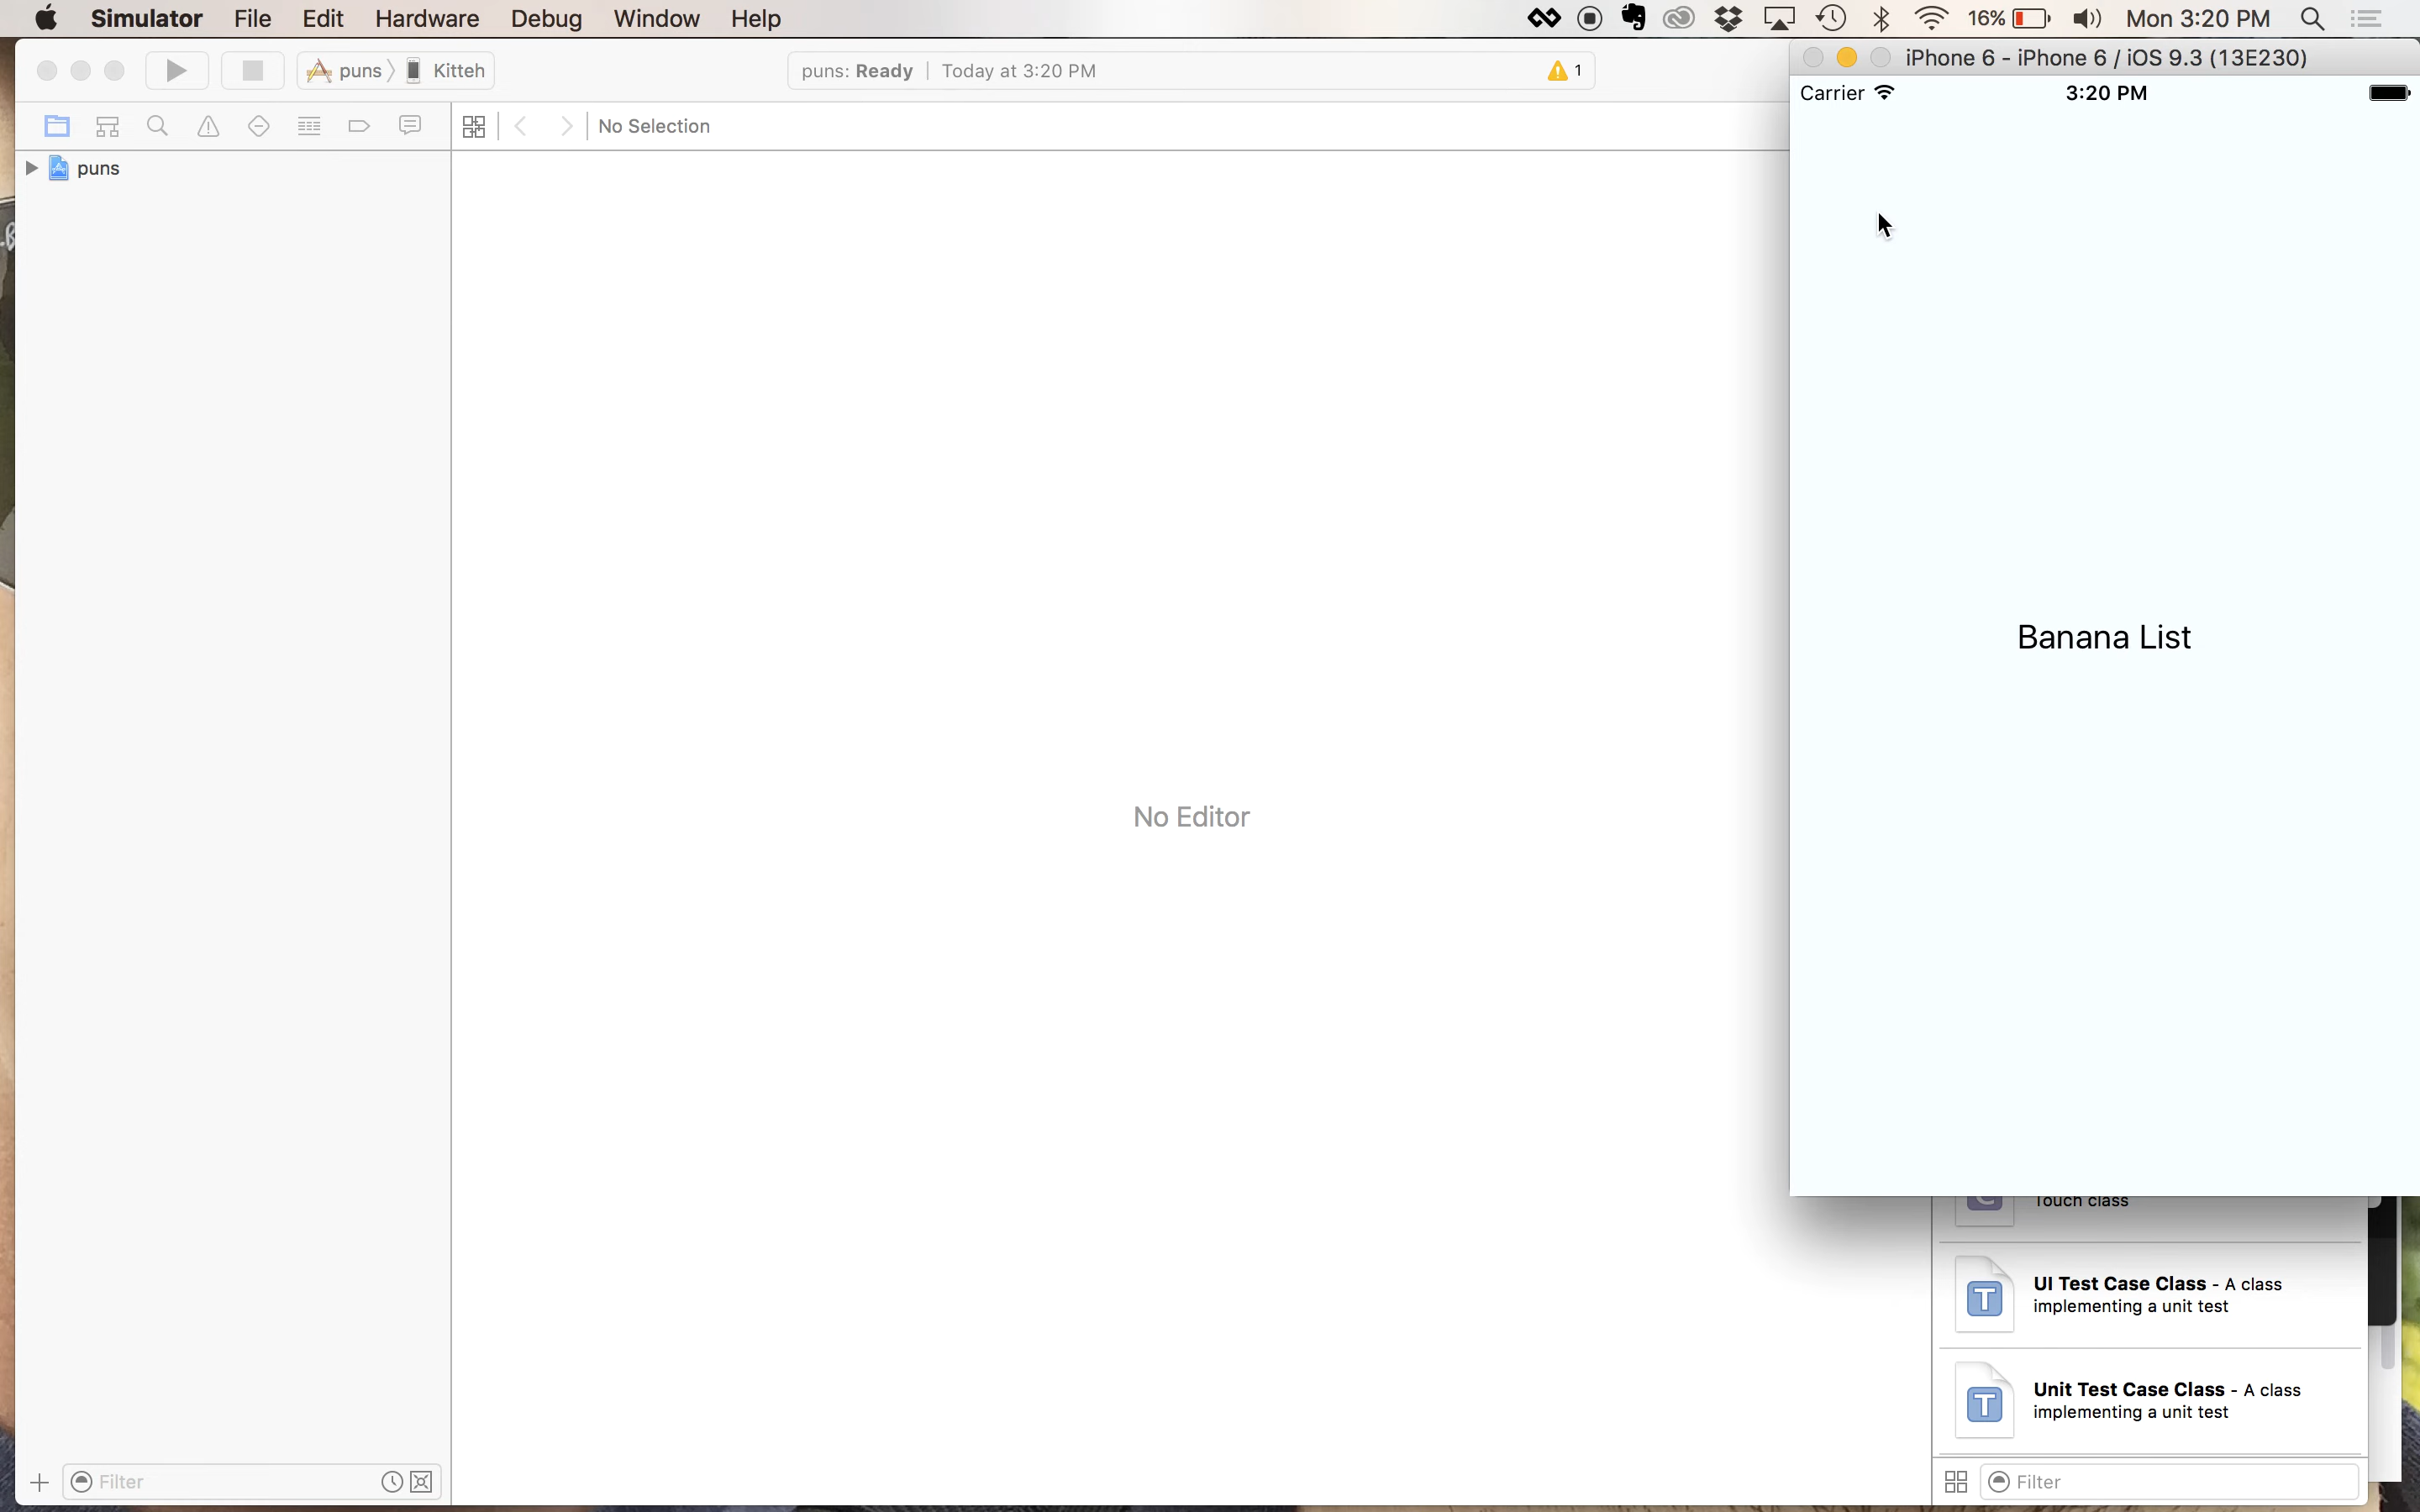 Simulator File Edit Hardware Debug Window Help 16% Mon 3:20 PM
puns Kitteh puns: Ready Today at 3:20 PM 1
iPhone 6 - iPhone 6 / iOS 9.3 (13E230)
Carrier 3:20 PM
No Selection
puns
Banana List
No Editor
Touch class
UI Test Case Class - A class
implementing a unit test
Unit Test Case Class - A class
implementing a unit test
Filter
Filter